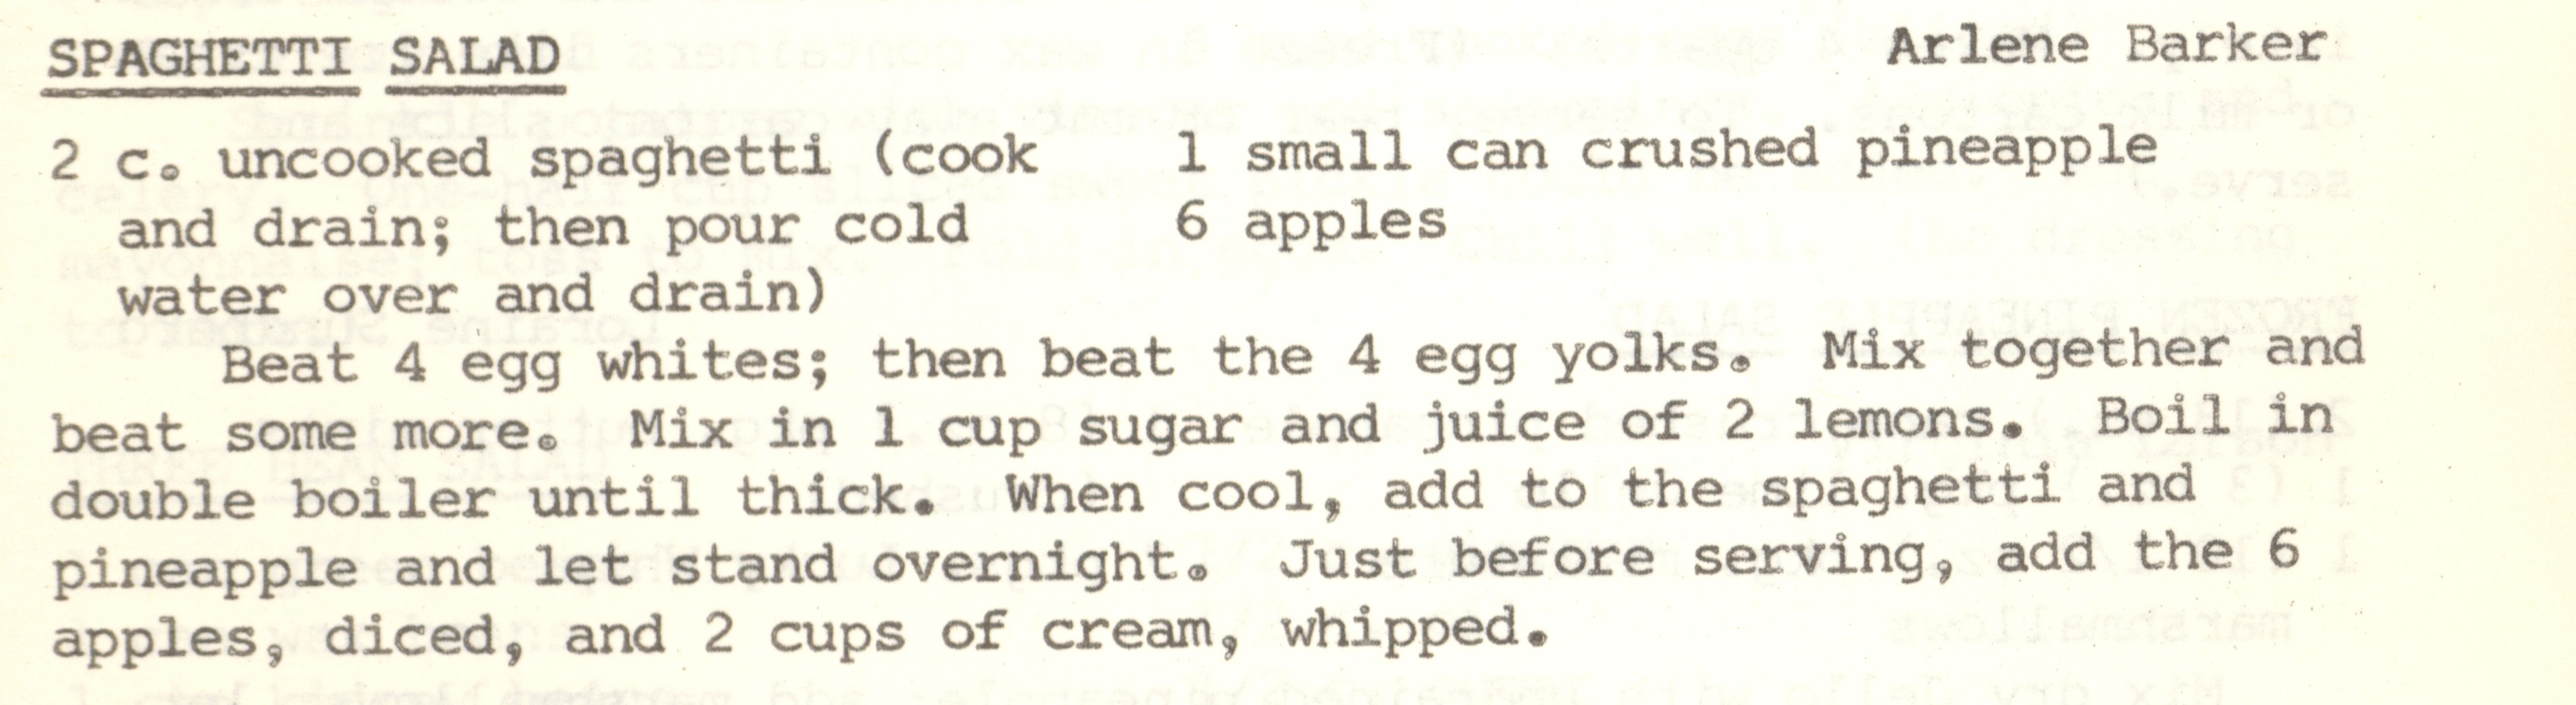 SPAGHETTI SALAD Arlene Barker
2 c. uncooked spaghetti (cook 1 small can crushed pineapple
and drain; then pour cold 6 apples
water over and drain)
Beat 4 egg whites; then beat the 4 egg yolks. Mix together and
beat some more. Mix in 1 cup sugar and juice of 2 lemons. Boil in
double boiler until thick. When cool, add to the spaghetti and
pineapple and let stand overnight. Just before serving, add the 6
apples, diced, and 2 cups of cream, whipped.